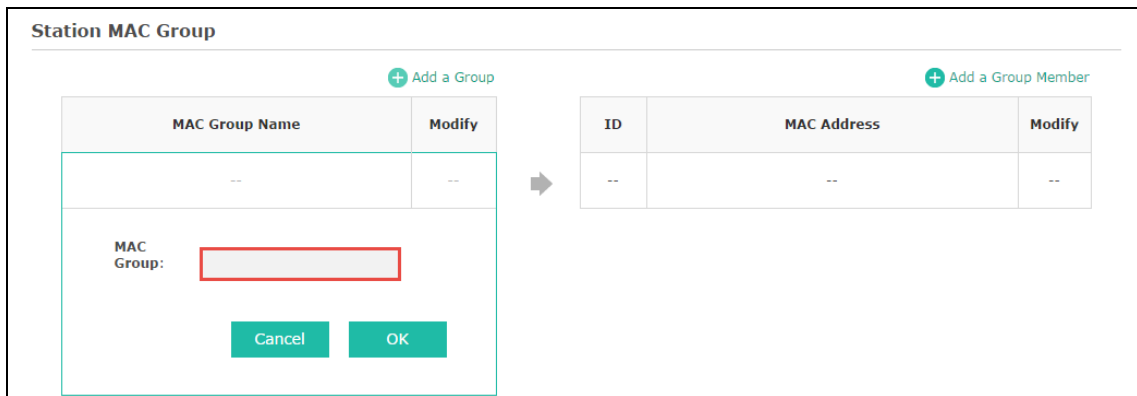 Station MAC Group
Add a Group
Add a Group Member
MAC Group Name Modify
ID MAC Address Modify
-- --
-- -- --
MAC
Group:
Cancel OK